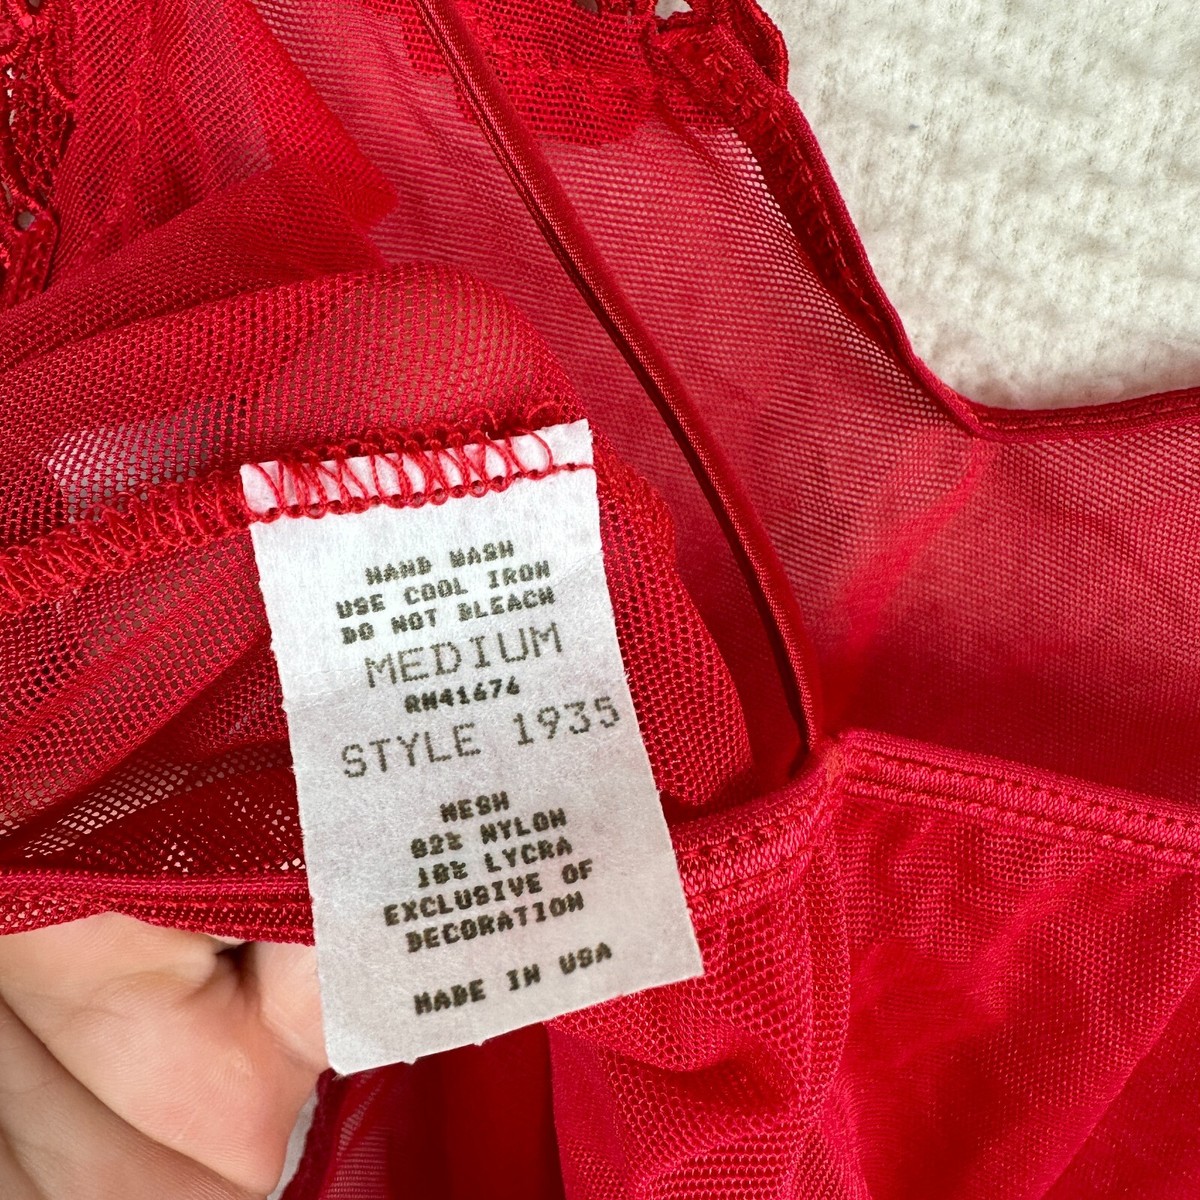 HAND WASH
USE COOL IRON
DO NOT BLEACH
MEDIUM
RN41676
STYLE 1935
MESH
82% NYLON
18% LYCRA
EXCLUSIVE OF
DECORATION
MADE IN USA